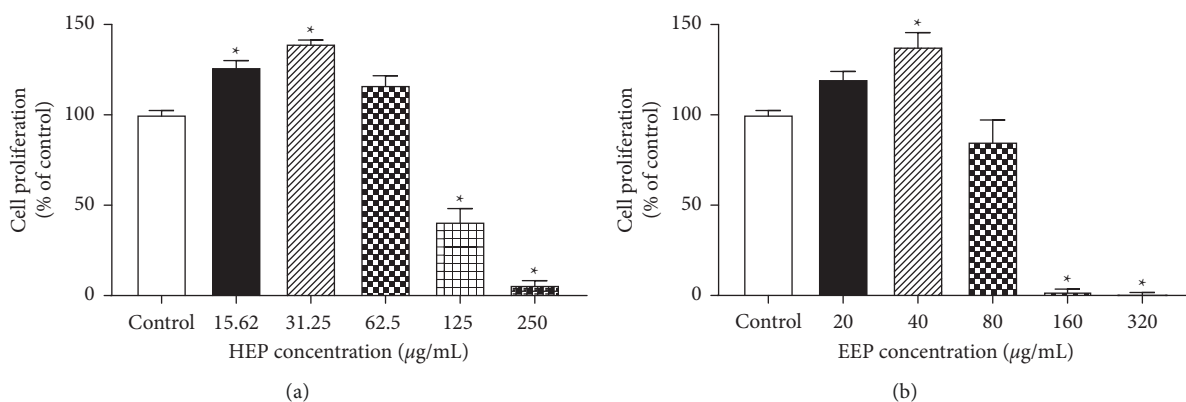 Cell proliferation
(% of control)
150
100
50
0
*
*
*
*
Control 15.62 31.25 62.5 125 250
HEP concentration (µg/mL)
(a)
Cell proliferation
(% of control)
150
100
50
0
*
*
*
Control 20 40 80 160 320
EEP concentration (µg/mL)
(b)